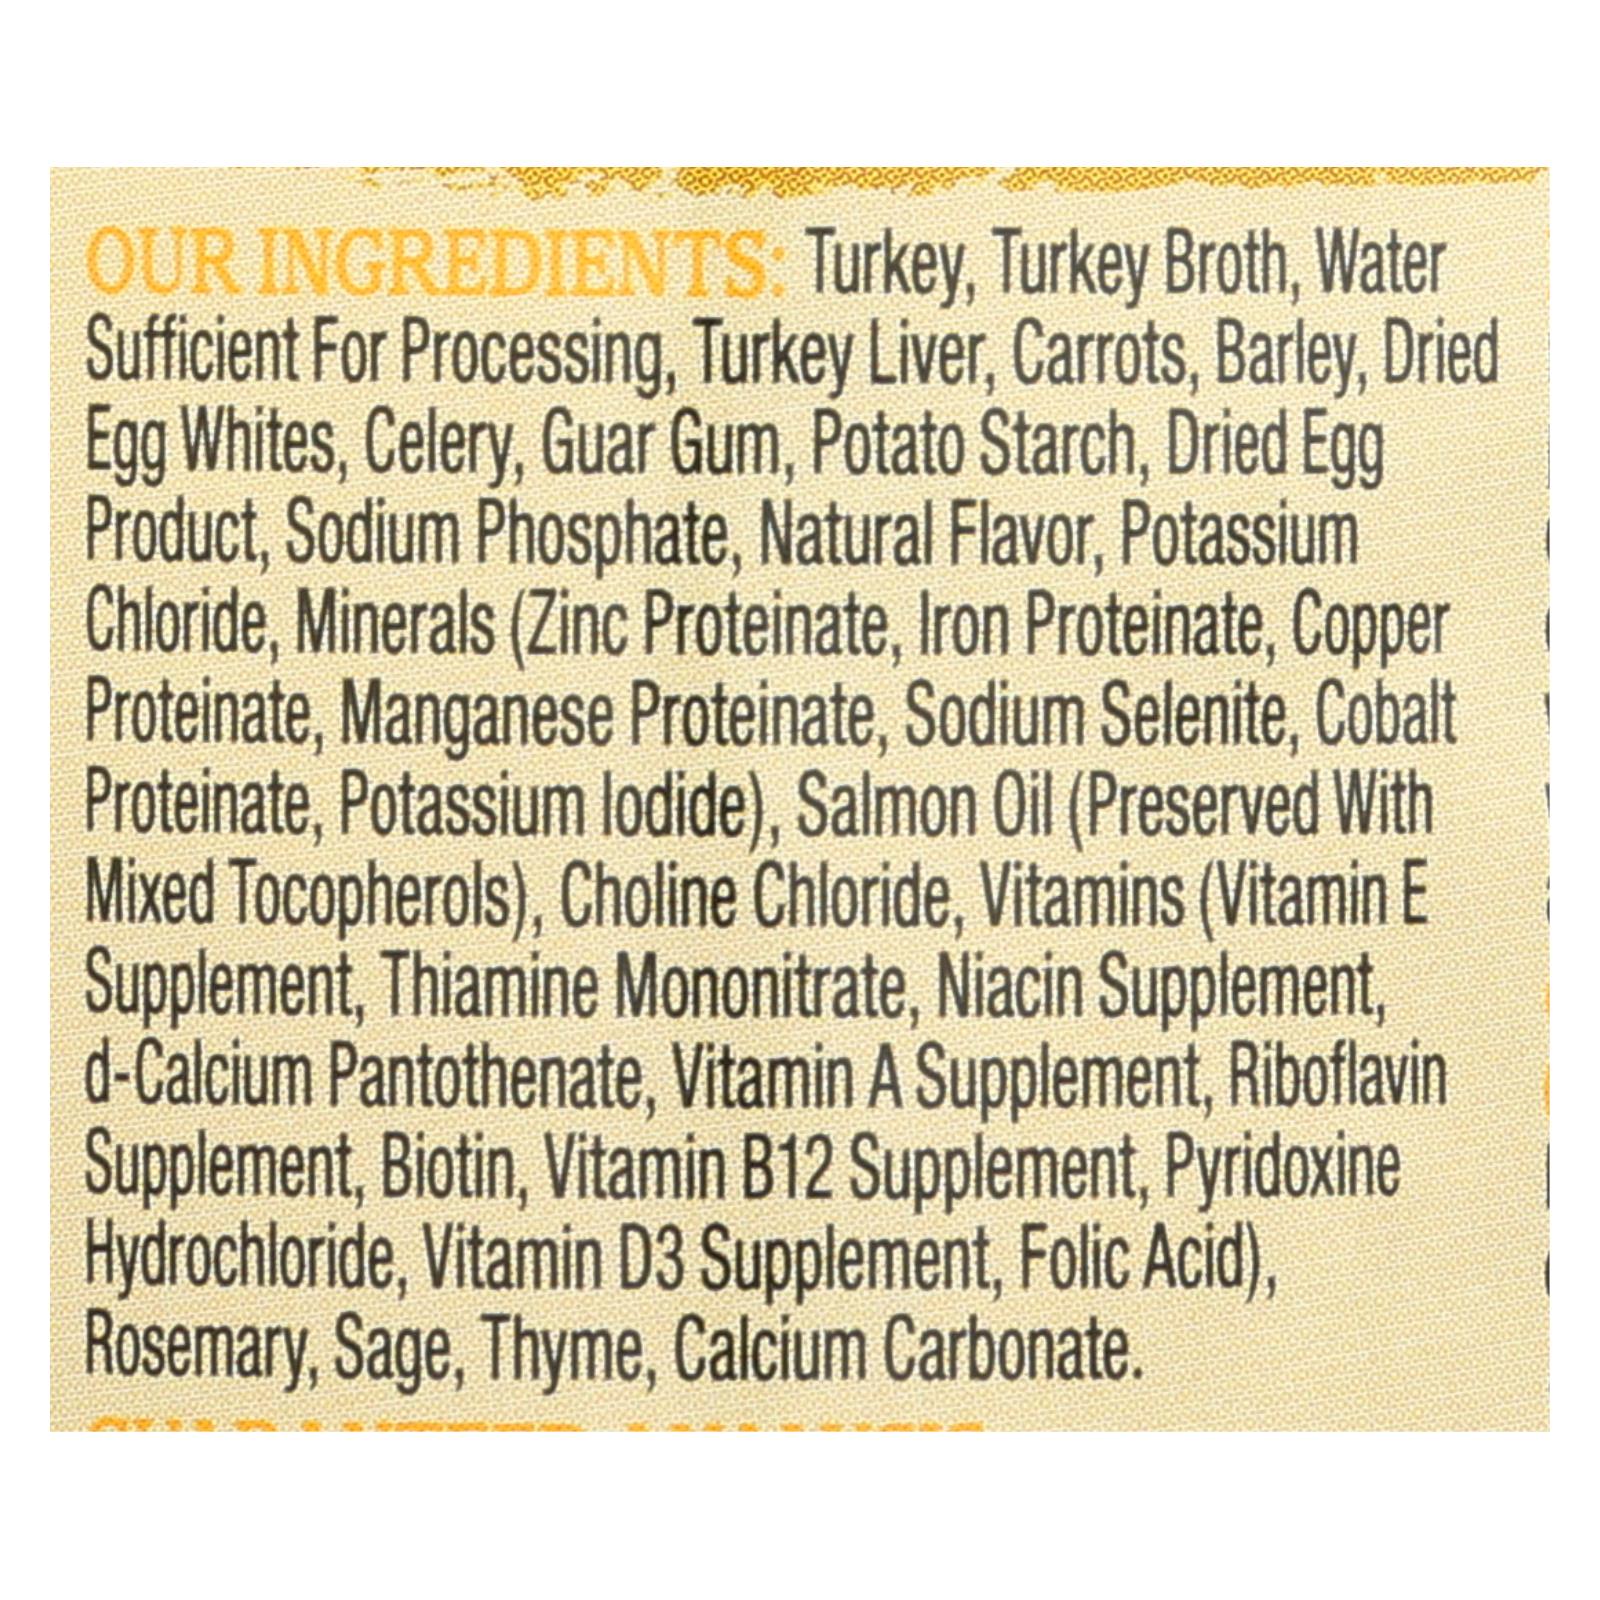 OUR INGREDIENTS: Turkey, Turkey Broth, Water
Sufficient For Processing, Turkey Liver, Carrots, Barley, Dried
Egg Whites, Celery, Guar Gum, Potato Starch, Dried Egg
Product, Sodium Phosphate, Natural Flavor, Potassium
Chloride, Minerals (Zinc Proteinate, Iron Proteinate, Copper
Proteinate, Manganese Proteinate, Sodium Selenite, Cobalt
Proteinate, Potassium Iodide), Salmon Oil (Preserved With
Mixed Tocopherols), Choline Chloride, Vitamins (Vitamin E
Supplement, Thiamine Mononitrate, Niacin Supplement,
d-Calcium Pantothenate, Vitamin A Supplement, Riboflavin
Supplement, Biotin, Vitamin B12 Supplement, Pyridoxine
Hydrochloride, Vitamin D3 Supplement, Folic Acid),
Rosemary, Sage, Thyme, Calcium Carbonate.